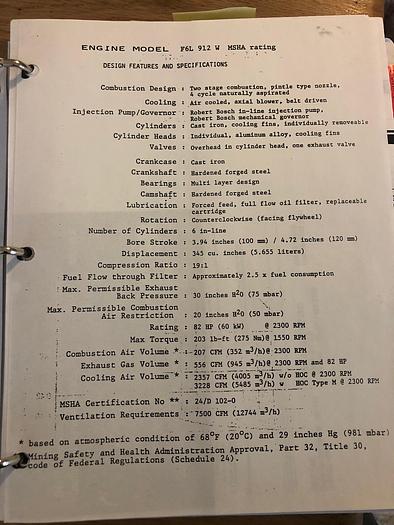 ENGINE MODEL F6L 912 W MSHA rating
DESIGN FEATURES AND SPECIFICATIONS
Combustion Design : Two stage combustion, pintle type nozzle,
4 cycle naturally aspirated
Cooling : Air cooled, axial blower, belt driven
Injection Pump/Governor : Robert Bosch in-line injection pump,
Robert Bosch mechanical governor
Cylinders : Cast iron, cooling fins, individually removeable
Cylinder Heads : Individual, aluminum alloy, cooling fins
Valves : Overhead in cylinder head, one exhaust valve
Crankcase : Cast iron
Crankshaft : Hardened forged steel
Bearings : Multi layer design
Camshaft : Hardened forged steel
Lubrication : Forced feed, full flow oil filter, replaceable
cartridge
Rotation : Counterclockwise (facing flywheel)
Number of Cylinders : 6 in-line
Bore Stroke : 3.94 inches (100 mm) / 4.72 inches (120 mm)
Displacement : 345 cu. inches (5.655 liters)
Compression Ratio : 19:1
Fuel Flow through Filter : Approximately 2.5 x fuel consumption
Max. Permissible Exhaust
Back Pressure : 30 inches H2O (75 mbar)
Max. Permissible Combustion
Air Restriction : 20 inches H2O (50 mbar)
Rating : 82 HP (60 kW) @ 2300 RPM
Max Torque : 203 lb-ft (275 Nm)@ 1550 RPM
Combustion Air Volume * : 207 CFM (352 m3/h)@ 2300 RPM
Exhaust Gas Volume * : 556 CFM (945 m3/h)@ 2300 RPM and 82 HP
Cooling Air Volume * : 2357 CFM (4005 m3/h) w/o HOC @ 2300 RPM
3228 CFM (5485 m3/h) w HOC Type M @ 2300 RPM
MSHA Certification No ** : 24/D 102-0
Ventilation Requirements : 7500 CFM (12744 m3/h)
* based on atmospheric condition of 68°F (20°C) and 29 inches Hg (981 mbar)
Mining Safety and Health Administration Approval, Part 32, Title 30,
code of Federal Regulations (Schedule 24).